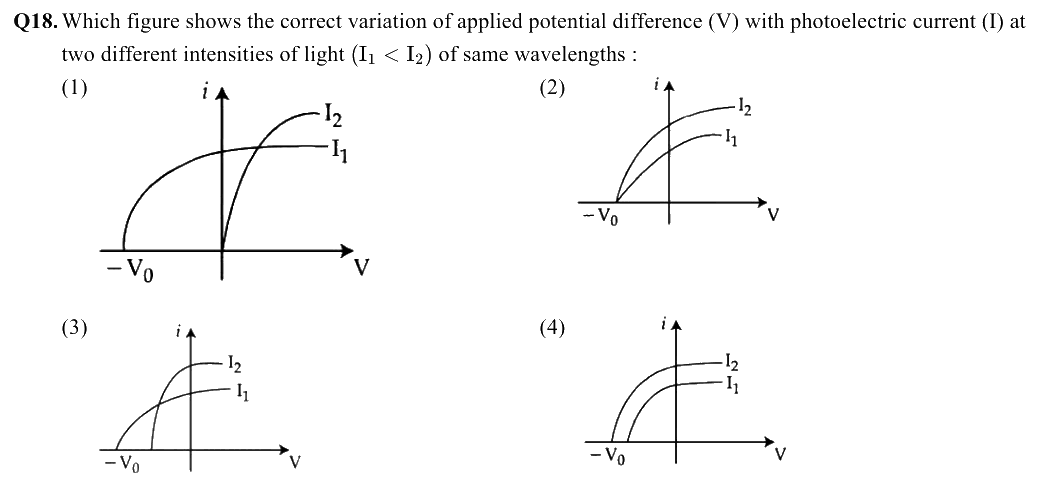 Q18. Which figure shows the correct variation of applied potential difference (V) with photoelectric current (I) at
two different intensities of light (I₁ < I₂) of same wavelengths :
(1)
i
I₂
I₁
– V₀
V
(2)
i
I₂
I₁
– V₀
V
(3)
i
I₂
I₁
– V₀
V
(4)
i
I₂
I₁
– V₀
V